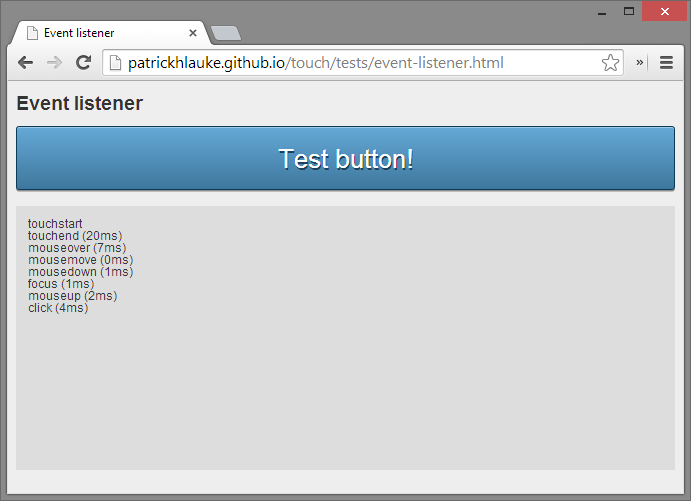 Event listener
patrickhlauke.github.io/touch/tests/event-listener.html
Event listener
Test button!
touchstart
touchend (20ms)
mouseover (7ms)
mousemove (0ms)
mousedown (1ms)
focus (1ms)
mouseup (2ms)
click (4ms)